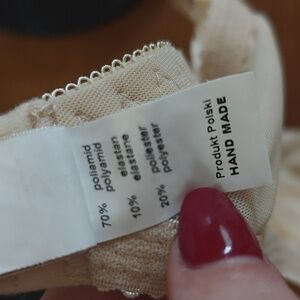 70% poliamid
polyamid
10% elastan
elastane
20% poliester
polyester
Produkt Polski
HAND MADE